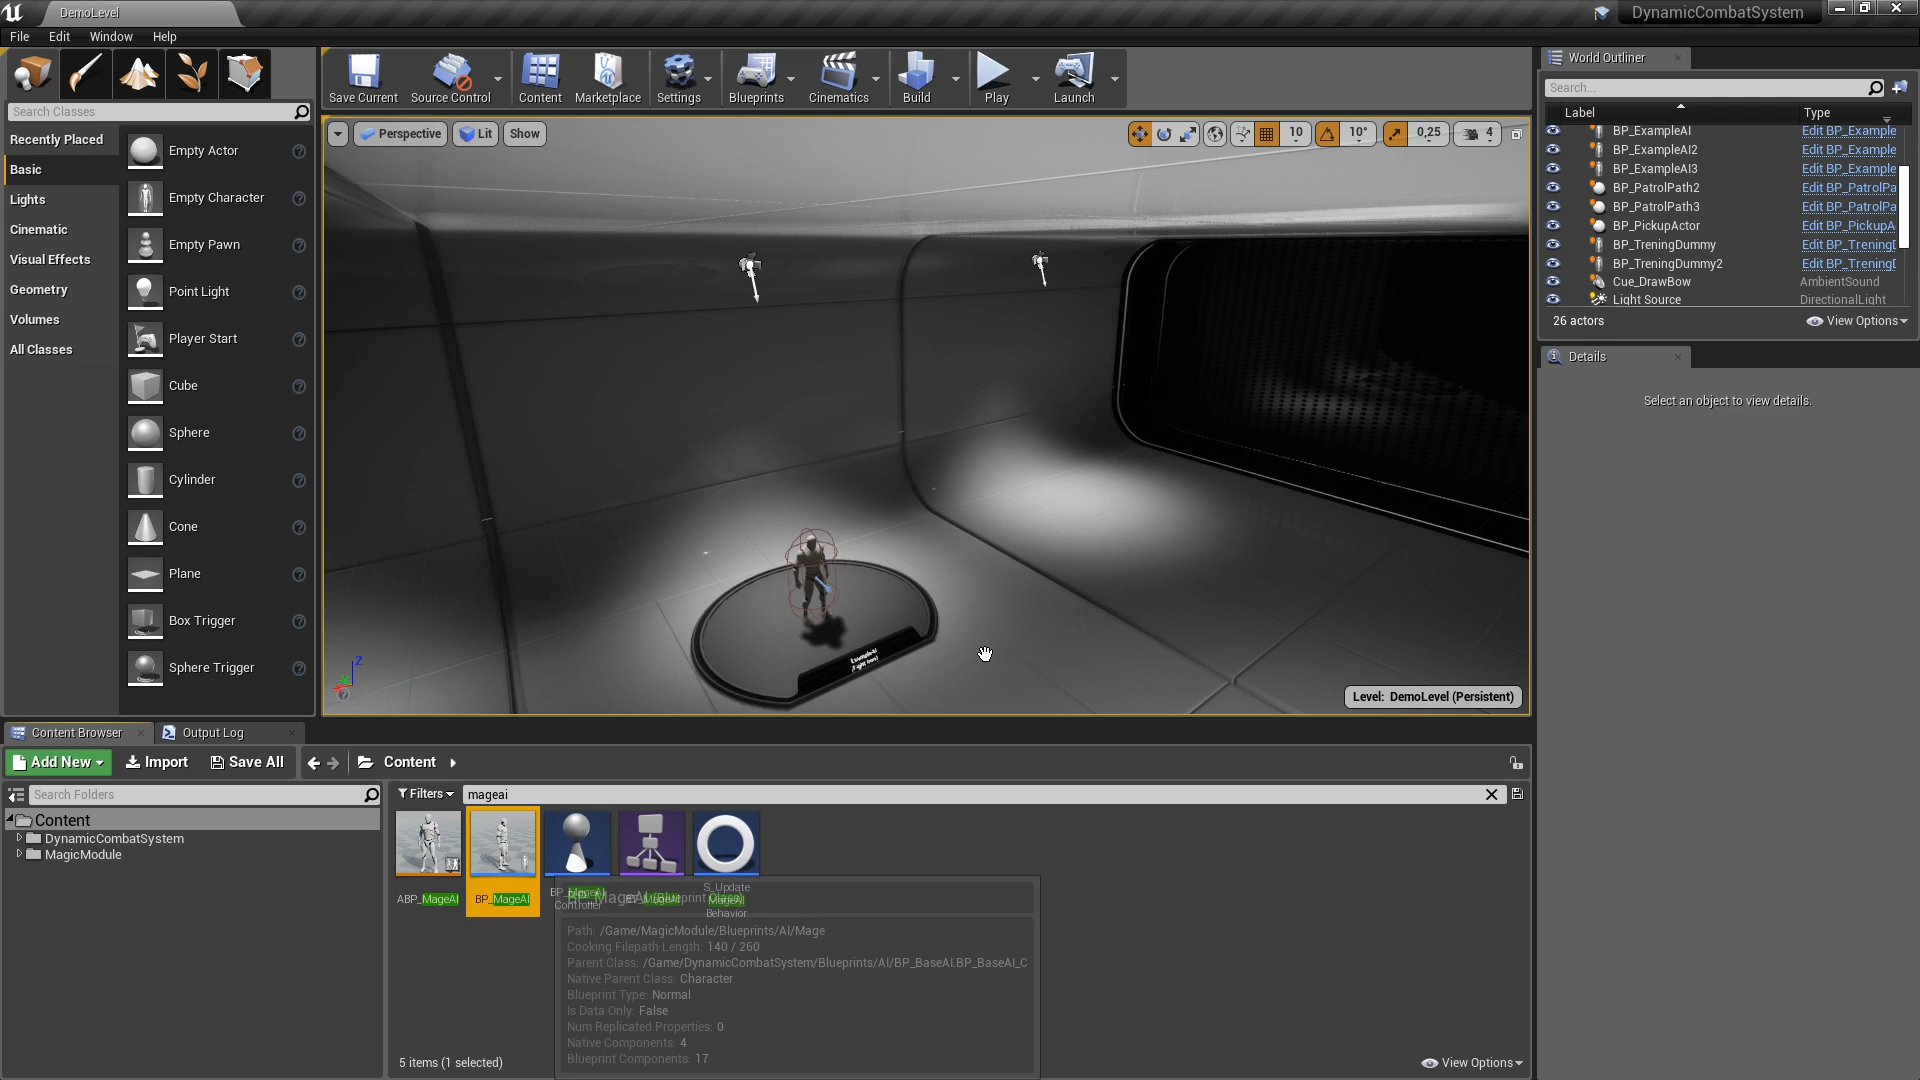 DemoLevel
DynamicCombatSystem
File Edit Window Help
Search Classes
Recently Placed
Basic
Lights
Cinematic
Visual Effects
Geometry
Volumes
All Classes
Empty Actor
Empty Character
Empty Pawn
Point Light
Player Start
Cube
Sphere
Cylinder
Cone
Plane
Box Trigger
Sphere Trigger
Save Current Source Control Content Marketplace Settings Blueprints Cinematics Build Play Launch
Perspective Lit Show
10 10° 0,25 4
ExampleAI
Z
Level: DemoLevel (Persistent)
World Outliner
Search...
Label Type
BP_ExampleAI Edit BP_Example
BP_ExampleAI2 Edit BP_Example
BP_ExampleAI3 Edit BP_Example
BP_PatrolPath2 Edit BP_PatrolPa
BP_PatrolPath3 Edit BP_PatrolPa
BP_PickupActor Edit BP_PickupA
BP_TreningDummy Edit BP_TreningD
BP_TreningDummy2 Edit BP_TreningD
Cue_DrawBow AmbientSound
Light Source DirectionalLight
26 actors View Options
Details
Select an object to view details.
Content Browser Output Log
Add New Import Save All Content
Search Folders
Content
DynamicCombatSystem
MagicModule
Filters mageai
ABP_MageAI
BP_MageAI
BP_MageAI
Controller
S_Update
MageAI
Behavior
BP_MageAI (Blueprint Class)
Path: /Game/MagicModule/Blueprints/AI/Mage
Cooking Filepath Length: 140 / 260
Parent Class: /Game/DynamicCombatSystem/Blueprints/AI/BP_BaseAI.BP_BaseAI_C
Native Parent Class: Character
Blueprint Type: Normal
Is Data Only: False
Num Replicated Properties: 0
Native Components: 4
Blueprint Components: 17
5 items (1 selected) View Options